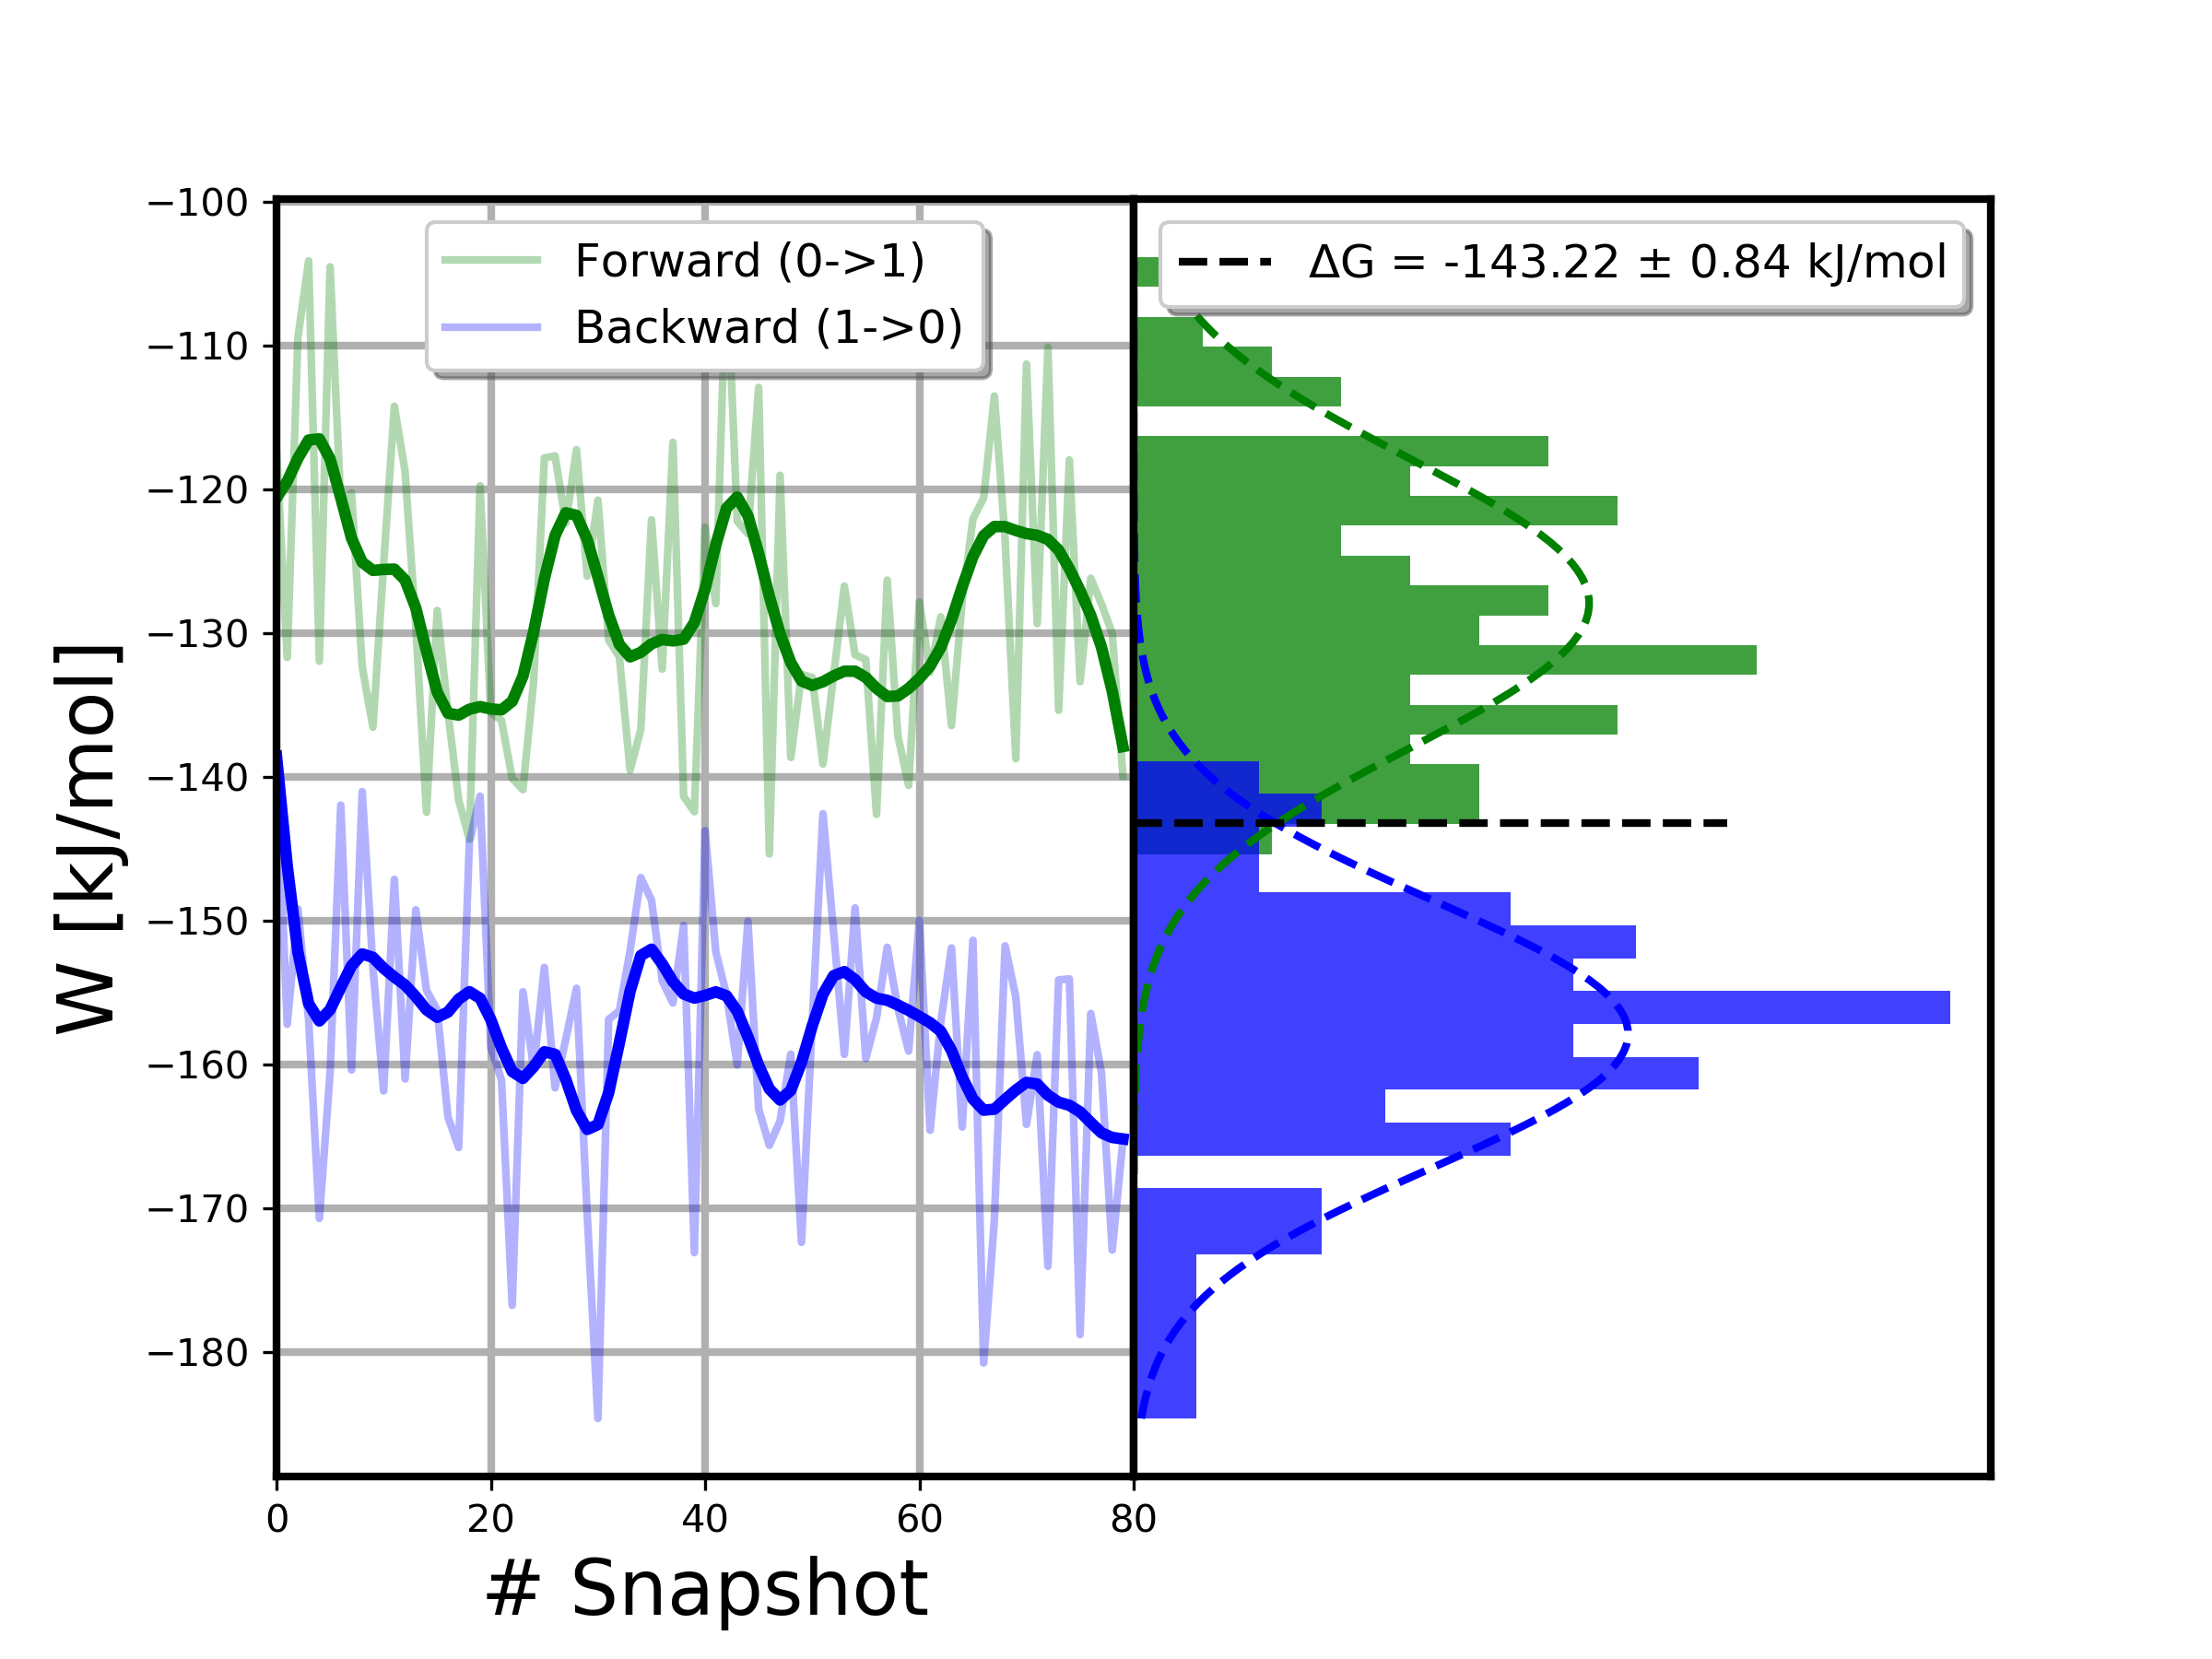 −100
−110
−120
−130
−140
−150
−160
−170
−180
W [kJ/mol]
Forward (0->1)
Backward (1->0)
ΔG = -143.22 ± 0.84 kJ/mol
0 20 40 60 80
# Snapshot